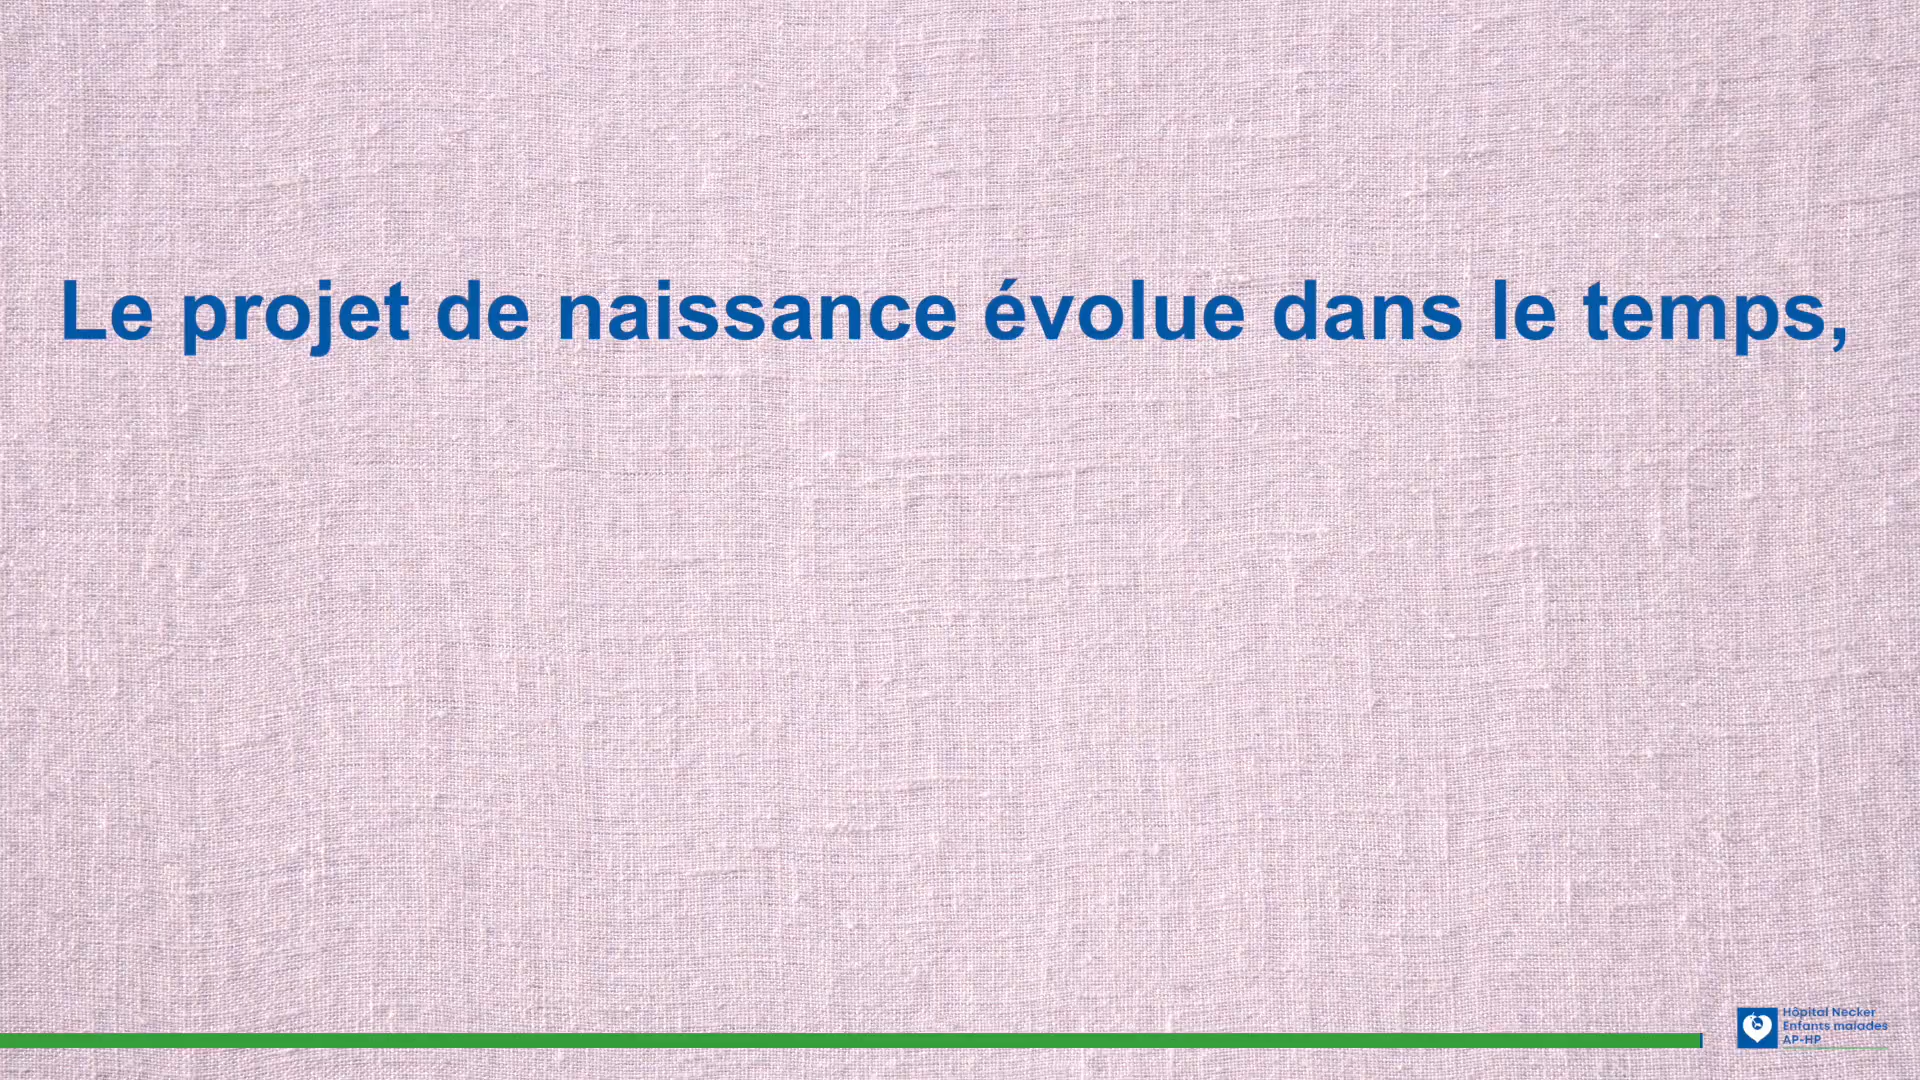 Le projet de naissance évolue dans le temps,
Hôpital Necker
Enfants malades
AP-HP